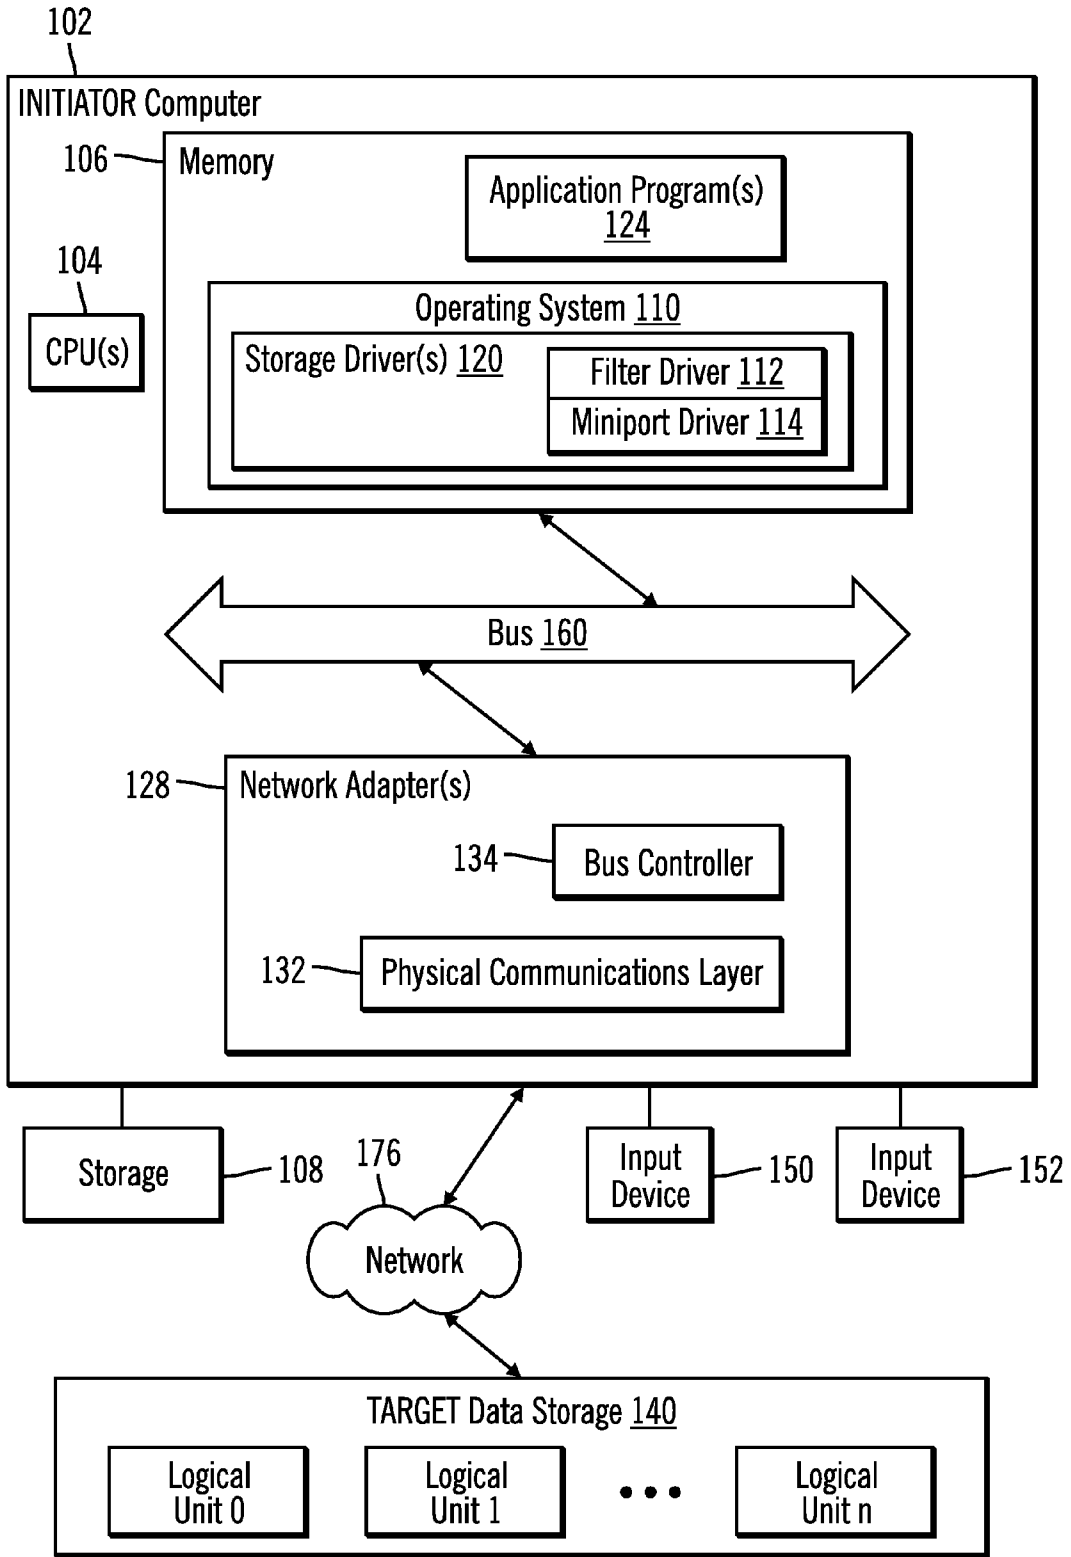 102
INITIATOR Computer
106
Memory
Application Program(s)
124
104
CPU(s)
Operating System 110
Storage Driver(s) 120
Filter Driver 112
Miniport Driver 114
Bus 160
128
Network Adapter(s)
134
Bus Controller
132
Physical Communications Layer
Storage
108
176
Input
Device
150
Input
Device
152
Network
TARGET Data Storage 140
Logical
Unit 0
Logical
Unit 1
•••
Logical
Unit n